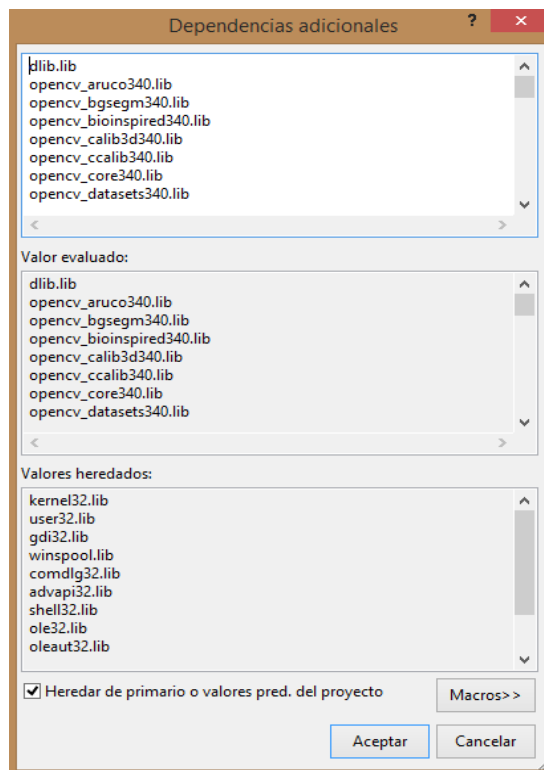 Dependencias adicionales
?
dlib.lib
opencv_aruco340.lib
opencv_bgsegm340.lib
opencv_bioinspired340.lib
opencv_calib3d340.lib
opencv_ccalib340.lib
opencv_core340.lib
opencv_datasets340.lib
Valor evaluado:
dlib.lib
opencv_aruco340.lib
opencv_bgsegm340.lib
opencv_bioinspired340.lib
opencv_calib3d340.lib
opencv_ccalib340.lib
opencv_core340.lib
opencv_datasets340.lib
Valores heredados:
kernel32.lib
user32.lib
gdi32.lib
winspool.lib
comdlg32.lib
advapi32.lib
shell32.lib
ole32.lib
oleaut32.lib
Heredar de primario o valores pred. del proyecto
Macros>>
Aceptar
Cancelar